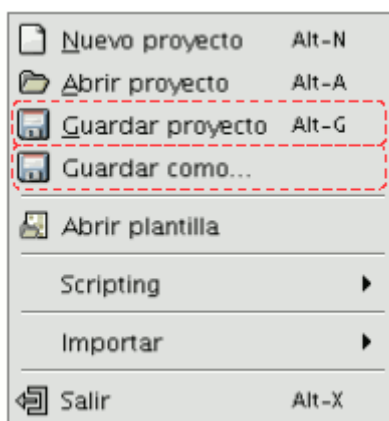 Nuevo proyecto Alt-N
Abrir proyecto Alt-A
Guardar proyecto Alt-G
Guardar como...
Abrir plantilla
Scripting
Importar
Salir Alt-X